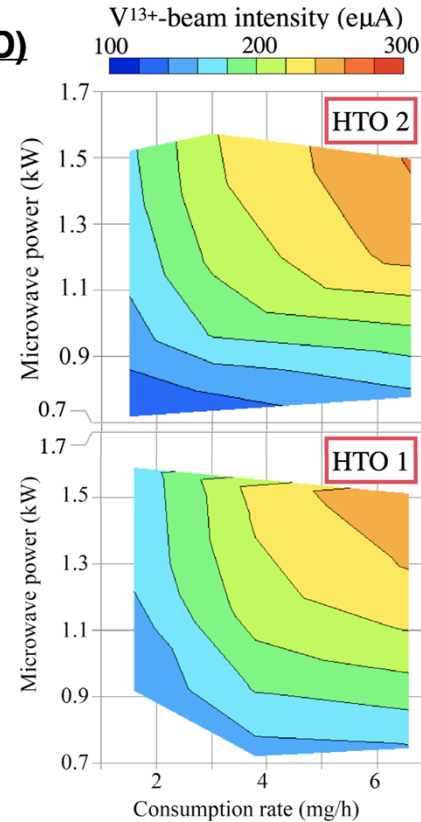 D)
V¹³⁺-beam intensity (eµA)
100 200 300
1.7
HTO 2
1.5
1.3
1.1
0.9
0.7
Microwave power (kW)
1.7
HTO 1
1.5
1.3
1.1
0.9
0.7
Microwave power (kW)
2 4 6
Consumption rate (mg/h)